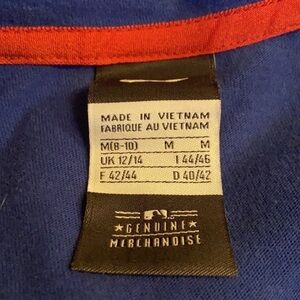 MADE IN VIETNAM
FABRIQUE AU VIETNAM
M(8-10) M M
UK 12/14 I 44/46
F 42/44 D 40/42
GENUINE
MERCHANDISE